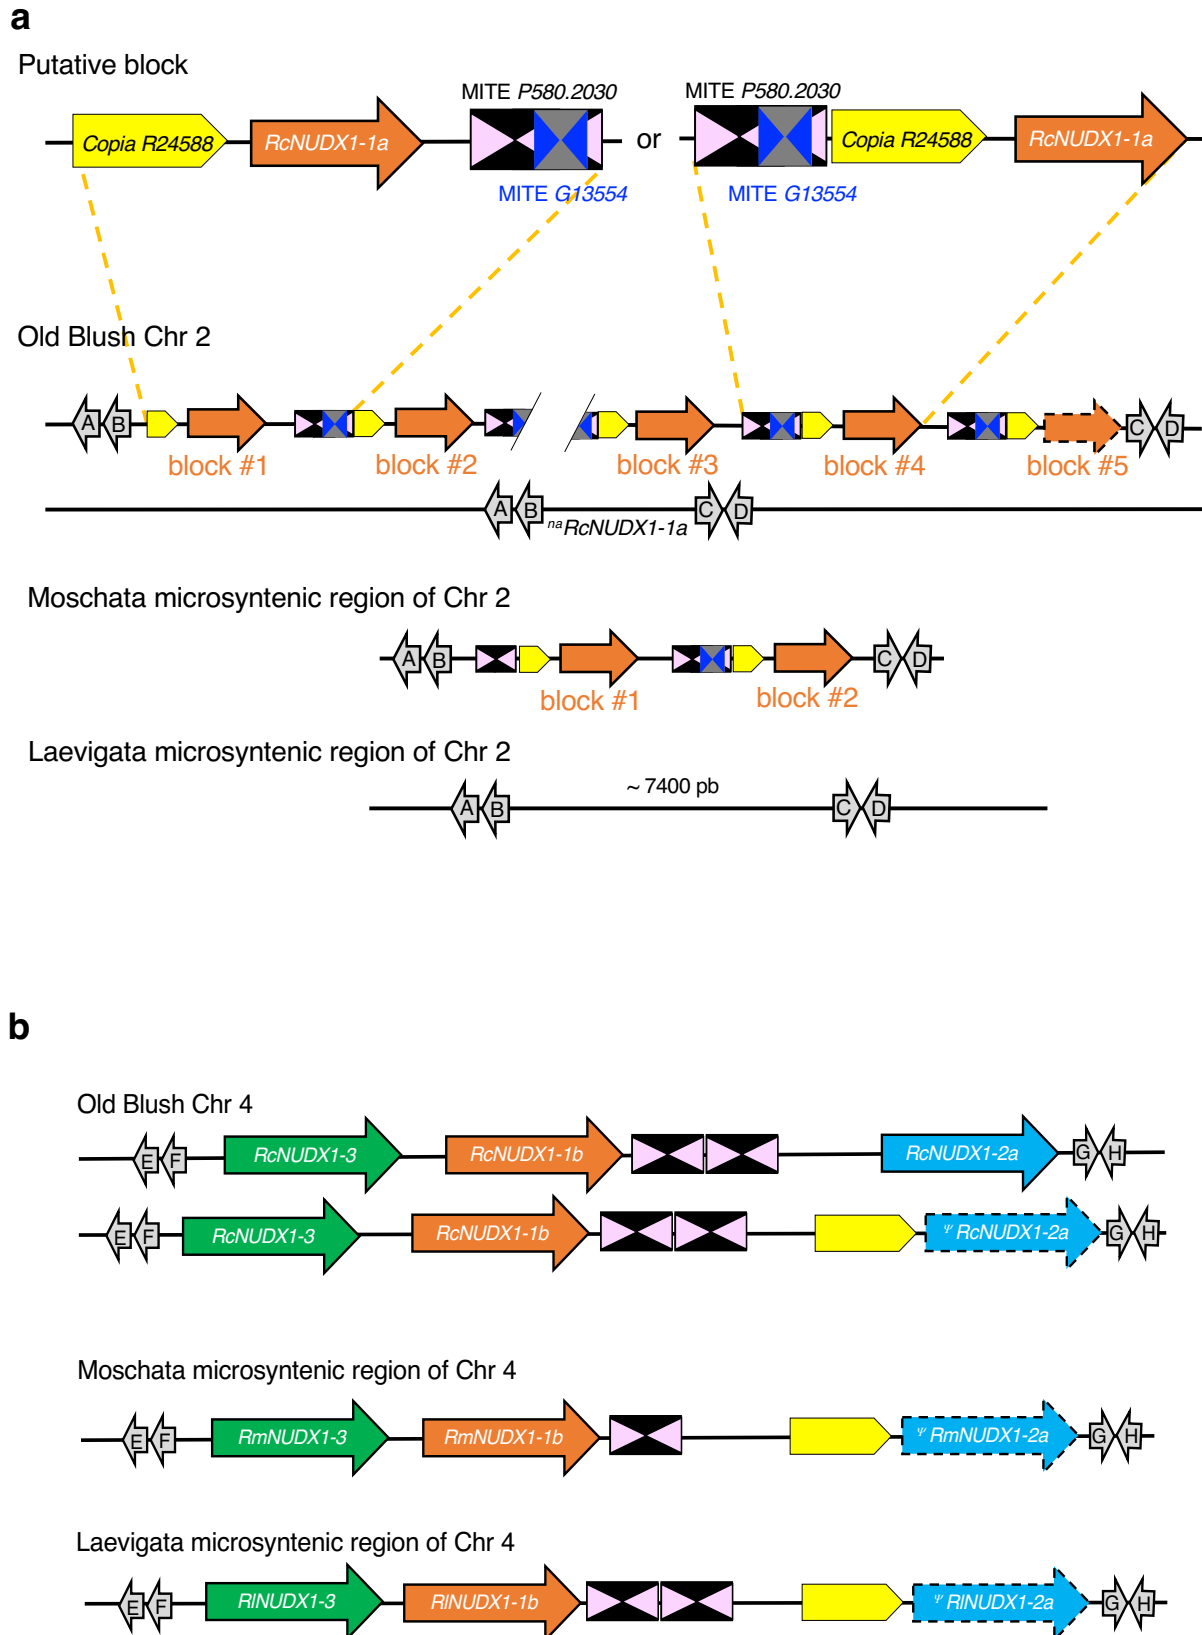 a
Putative block
MITE P580.2030
MITE P580.2030
Copia R24588
RcNUDX1-1a
or
Copia R24588
RcNUDX1-1a
MITE G13554
MITE G13554
Old Blush Chr 2
A B C D
block #1 block #2 block #3 block #4 block #5
A B naRcNUDX1-1a C D
Moschata microsyntenic region of Chr 2
A B C D
block #1 block #2
Laevigata microsyntenic region of Chr 2
~ 7400 pb
A B C D
b
Old Blush Chr 4
E F RcNUDX1-3 RcNUDX1-1b RcNUDX1-2a G H
E F RcNUDX1-3 RcNUDX1-1b Ψ RcNUDX1-2a G H
Moschata microsyntenic region of Chr 4
E F RmNUDX1-3 RmNUDX1-1b Ψ RmNUDX1-2a G H
Laevigata microsyntenic region of Chr 4
E F RlNUDX1-3 RlNUDX1-1b Ψ RlNUDX1-2a G H